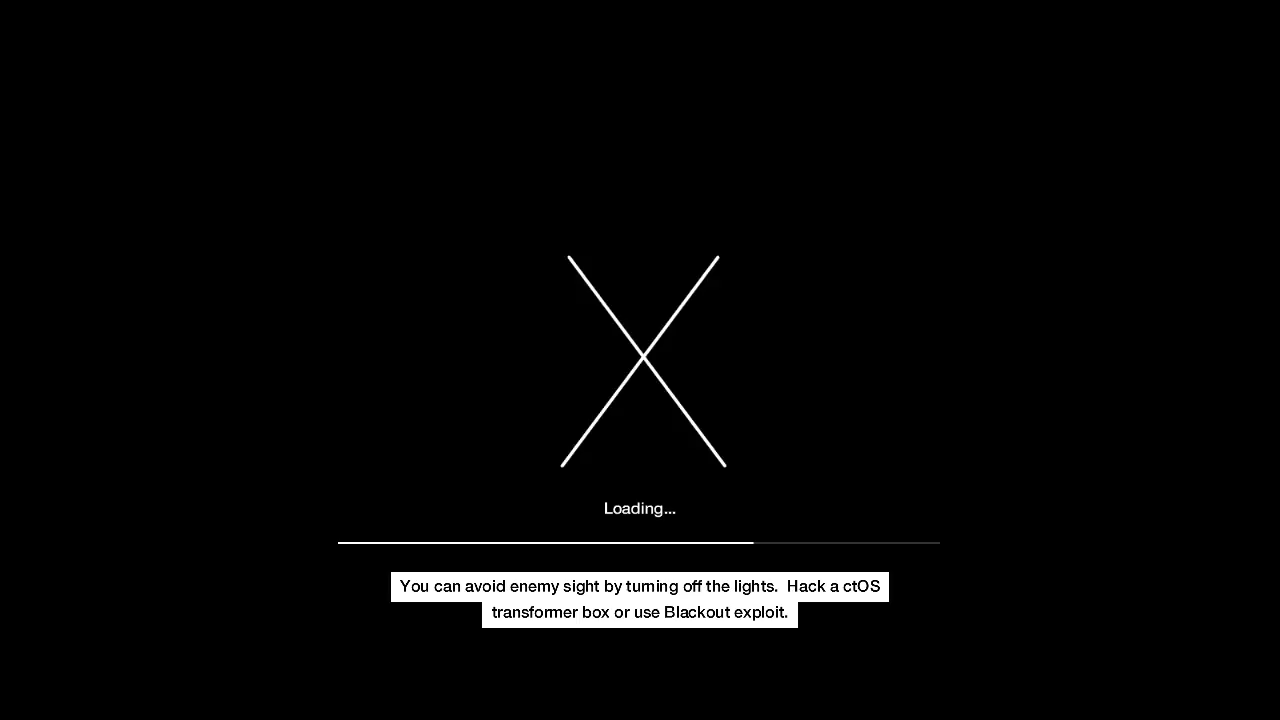 Loading...
You can avoid enemy sight by turning off the lights.  Hack a ctOS
transformer box or use Blackout exploit.